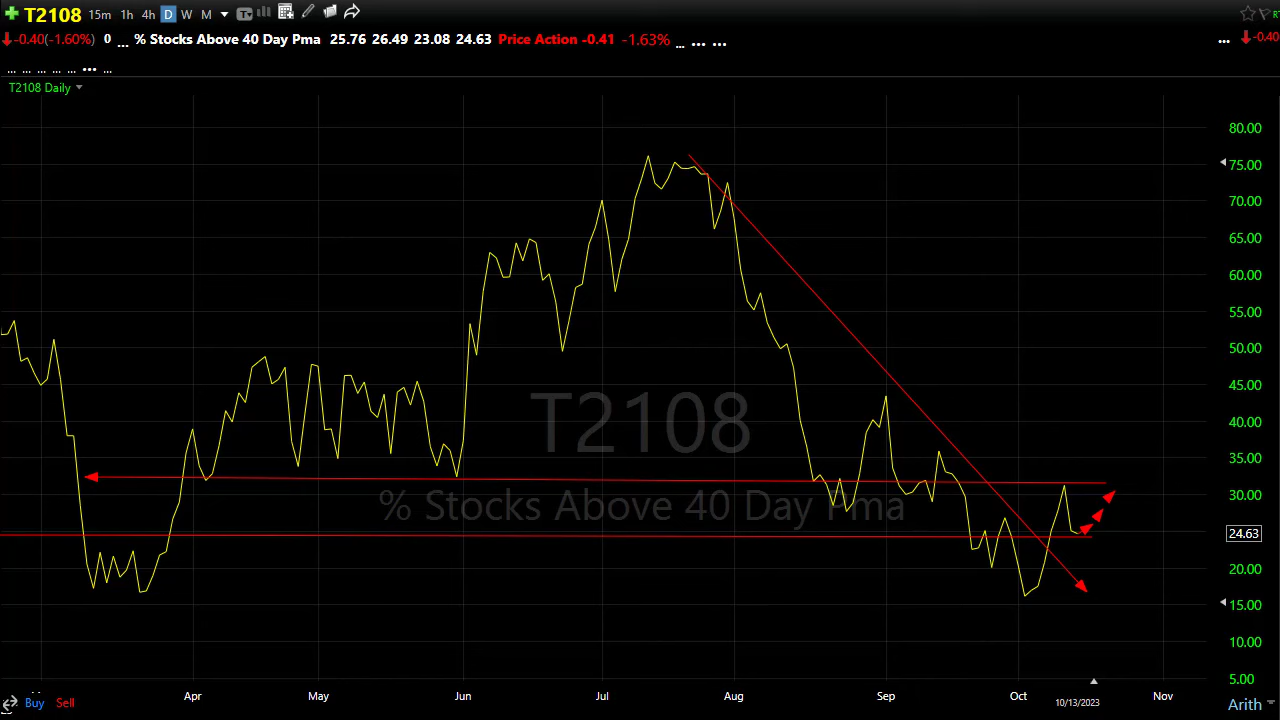 T2108 15m 1h 4h D W M
-0.40(-1.60%) 0 ... % Stocks Above 40 Day Pma 25.76 26.49 23.08 24.63 Price Action -0.41 -1.63% ... ... ... ... -0.40
... ... ... ... ... ... ...
T2108 Daily
80.00
75.00
70.00
65.00
60.00
55.00
50.00
45.00
40.00
35.00
30.00
24.63
20.00
15.00
10.00
5.00
T2108
% Stocks Above 40 Day Pma
Apr May Jun Jul Aug Sep Oct Nov
10/13/2023
Buy Sell
Arith